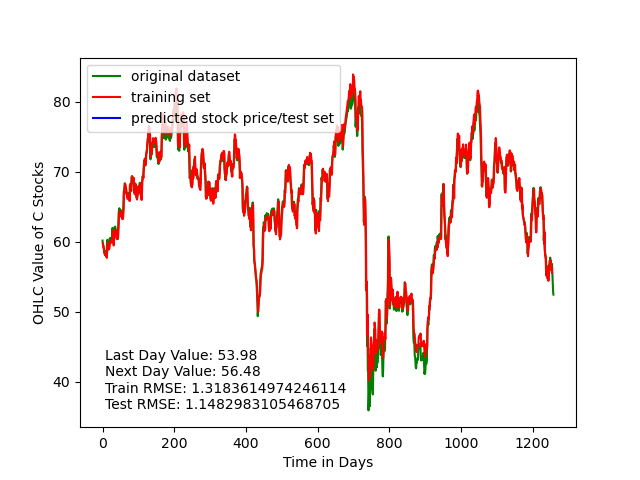 original dataset
training set
predicted stock price/test set
80
70
60
50
40
OHLC Value of C Stocks
Last Day Value: 53.98
Next Day Value: 56.48
Train RMSE: 1.3183614974246114
Test RMSE: 1.1482983105468705
0 200 400 600 800 1000 1200
Time in Days